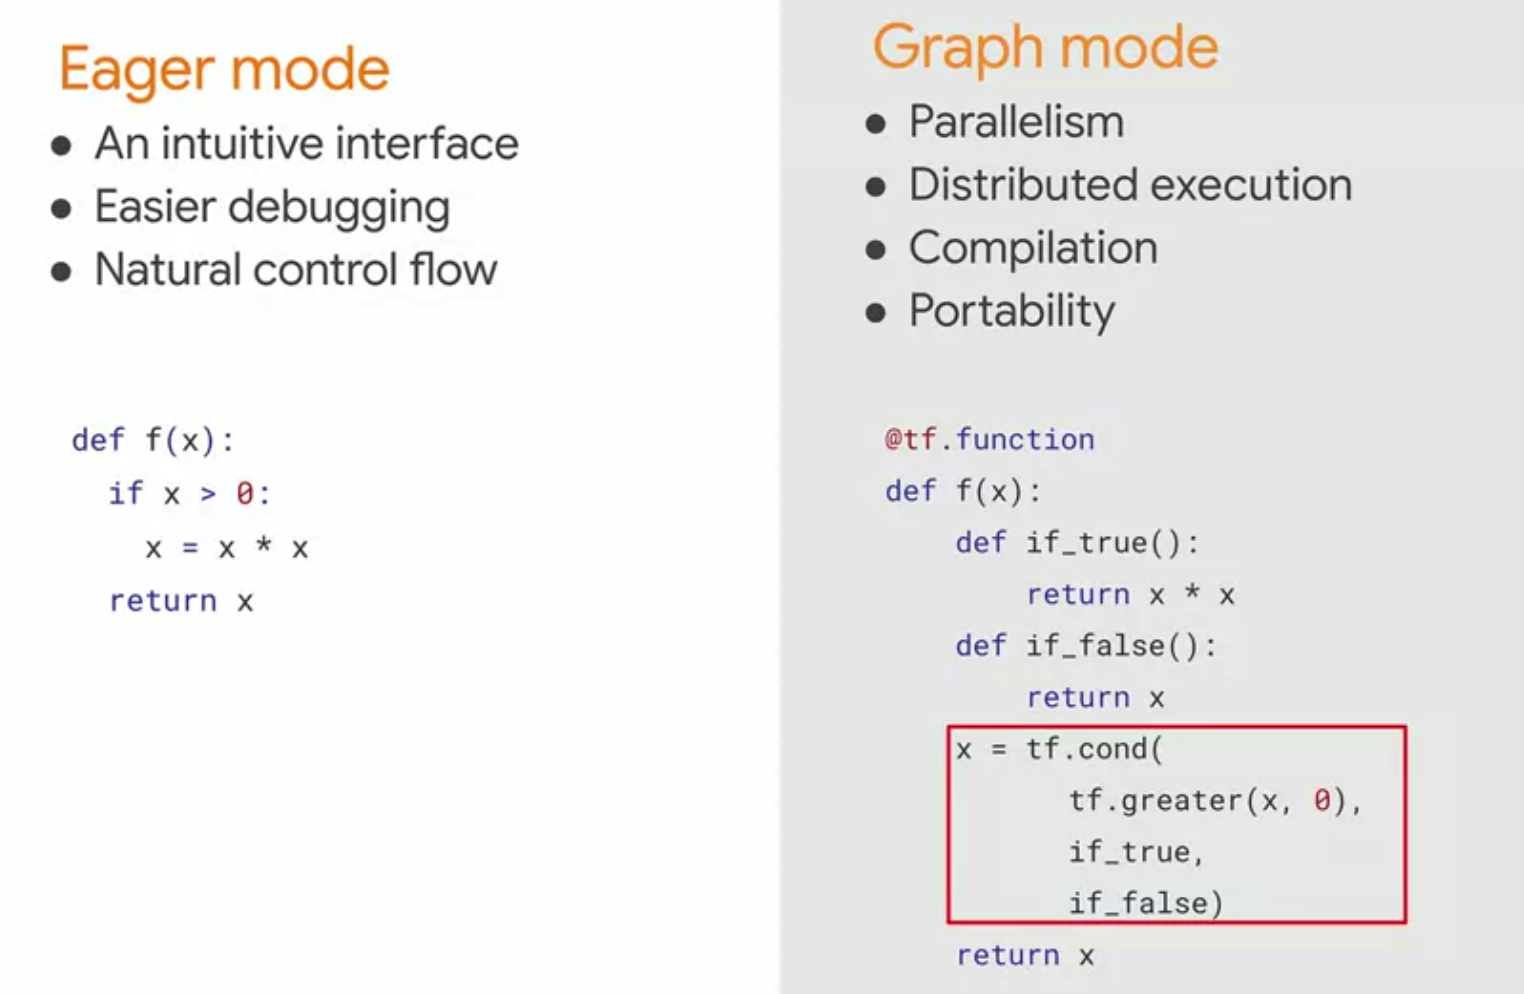 Eager mode
● An intuitive interface
● Easier debugging
● Natural control flow
def f(x):
  if x > 0:
    x = x * x
  return x
Graph mode
● Parallelism
● Distributed execution
● Compilation
● Portability
@tf.function
def f(x):
    def if_true():
        return x * x
    def if_false():
        return x
    x = tf.cond(
          tf.greater(x, 0),
          if_true,
          if_false)
    return x